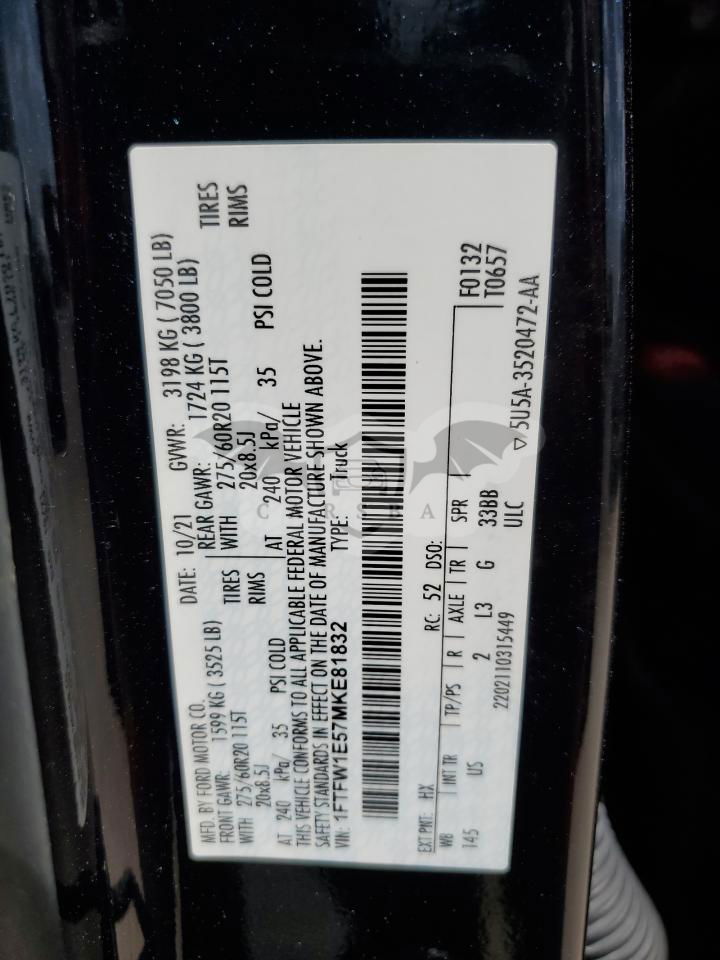 MFD. BY FORD MOTOR CO.
DATE: 10/21 GVWR: 3198 KG ( 7050 LB)
FRONT GAWR: 1599 KG ( 3525 LB) REAR GAWR: 1724 KG ( 3800 LB)
WITH 275/60R20 115T TIRES WITH 275/60R20 115T TIRES
20x8.5J RIMS 20x8.5J RIMS
AT 240 kPa/ 35 PSI COLD AT 240 kPa/ 35 PSI COLD
THIS VEHICLE CONFORMS TO ALL APPLICABLE FEDERAL MOTOR VEHICLE
SAFETY STANDARDS IN EFFECT ON THE DATE OF MANUFACTURE SHOWN ABOVE.
VIN: 1FTFW1E57MKE81832 TYPE: Truck
EXT PNT: HX RC: 52 DSO: F0132
WB INT TR TP/PS R AXLE TR SPR T0657
145 US 2 L3 G 33BB
2202110315449 ULC ▽5U5A-3520472-AA